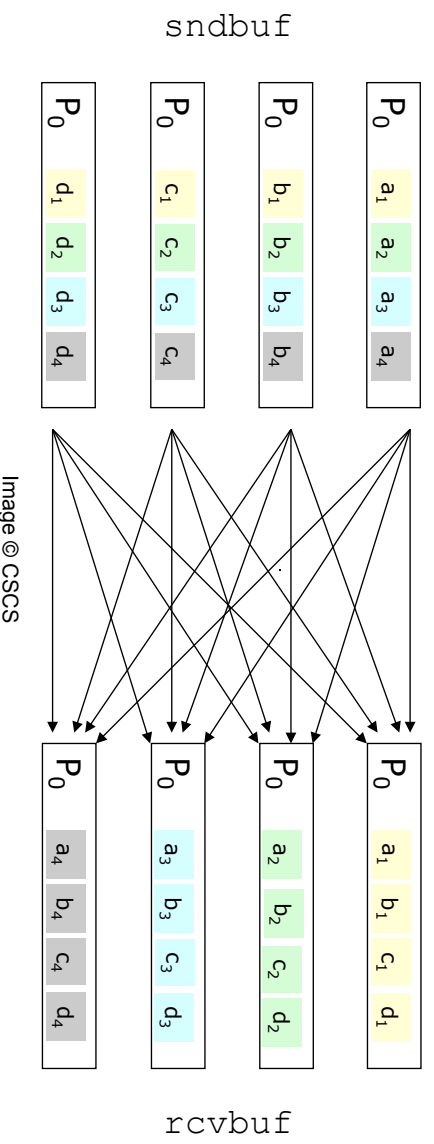 sndbuf
P0 a1 a2 a3 a4
P0 b1 b2 b3 b4
P0 c1 c2 c3 c4
P0 d1 d2 d3 d4
P0 a1 b1 c1 d1
P0 a2 b2 c2 d2
P0 a3 b3 c3 d3
P0 a4 b4 c4 d4
rcvbuf
Image © CSCS